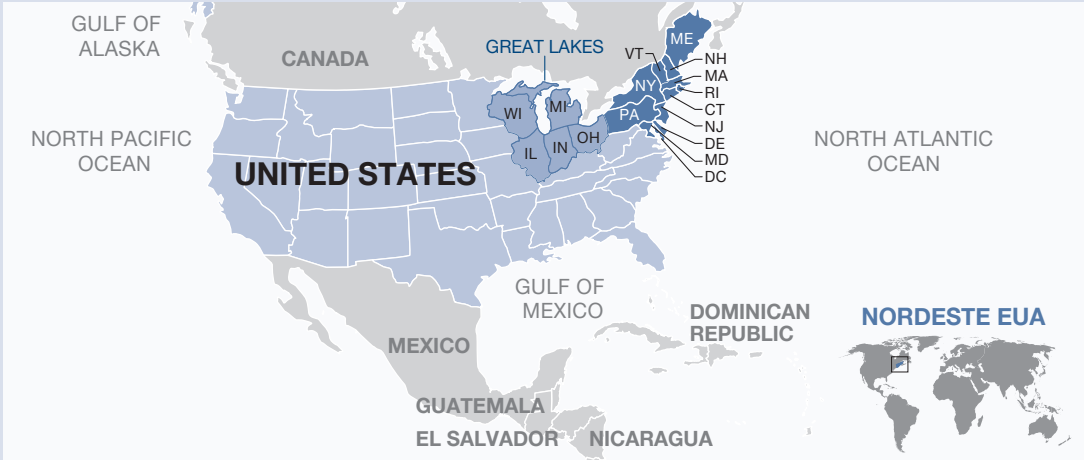 GULF OF
ALASKA
CANADA
GREAT LAKES
VT
ME
NH
MA
RI
CT
NJ
DE
MD
DC
NY
PA
WI
MI
IL
IN
OH
NORTH PACIFIC
OCEAN
UNITED STATES
NORTH ATLANTIC
OCEAN
GULF OF
MEXICO
DOMINICAN
REPUBLIC
MEXICO
GUATEMALA
EL SALVADOR
NICARAGUA
NORDESTE EUA